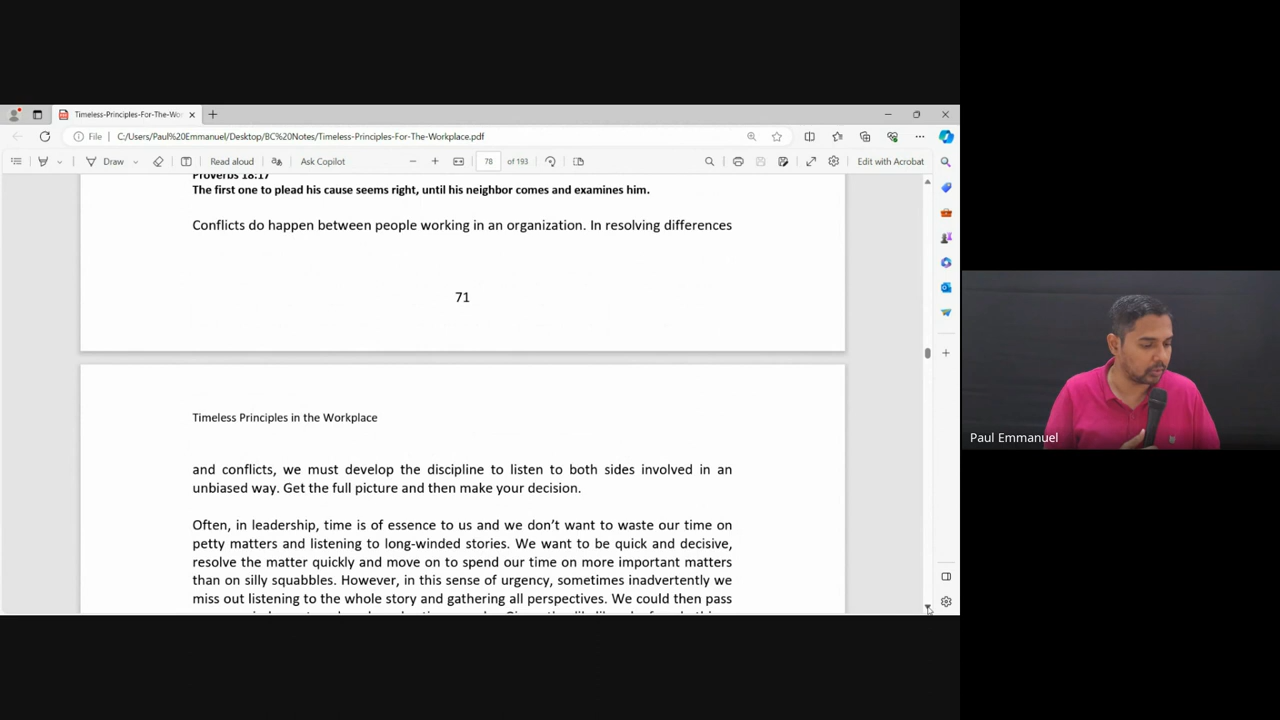 Timeless-Principles-For-The-Wo
File
C:/Users/Paul%20Emmanuel/Desktop/BC%20Notes/Timeless-Principles-For-The-Workplace.pdf
Draw
Read aloud
Ask Copilot
78
of 193
Edit with Acrobat
Proverbs 18:17
The first one to plead his cause seems right, until his neighbor comes and examines him.
Conflicts do happen between people working in an organization. In resolving differences
71
Timeless Principles in the Workplace
and conflicts, we must develop the discipline to listen to both sides involved in an
unbiased way. Get the full picture and then make your decision.
Often, in leadership, time is of essence to us and we don’t want to waste our time on
petty matters and listening to long-winded stories. We want to be quick and decisive,
resolve the matter quickly and move on to spend our time on more important matters
than on silly squabbles. However, in this sense of urgency, sometimes inadvertently we
miss out listening to the whole story and gathering all perspectives. We could then pass
Paul Emmanuel